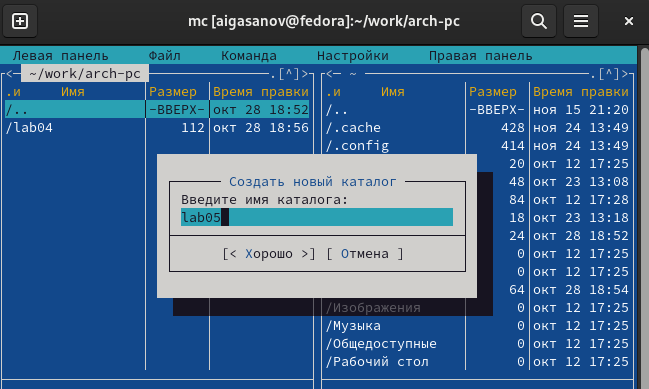 mc [aigasanov@fedora]:~/work/arch-pc
Левая панель Файл Команда Настройки Правая панель
<─ ~/work/arch-pc .[^]> <─ ~ .[^]>
.и Имя Размер Время правки .и Имя Размер Время правки
/.. -ВВЕРХ- окт 28 18:52 /.. -ВВЕРХ- ноя 15 21:20
/lab04 112 окт 28 18:56 /.cache 428 ноя 24 13:49
/.config 414 ноя 24 13:49
20 окт 12 17:25
Создать новый каталог 48 окт 23 13:08
Введите имя каталога: 84 окт 12 17:28
lab05 18 окт 23 13:18
24 окт 28 18:52
[< Хорошо >] [ Отмена ] 0 окт 12 17:25
0 окт 12 17:25
64 окт 28 18:54
/Изображения 0 окт 12 17:25
/Музыка 0 окт 12 17:25
/Общедоступные 0 окт 12 17:25
/Рабочий стол 0 окт 12 17:25